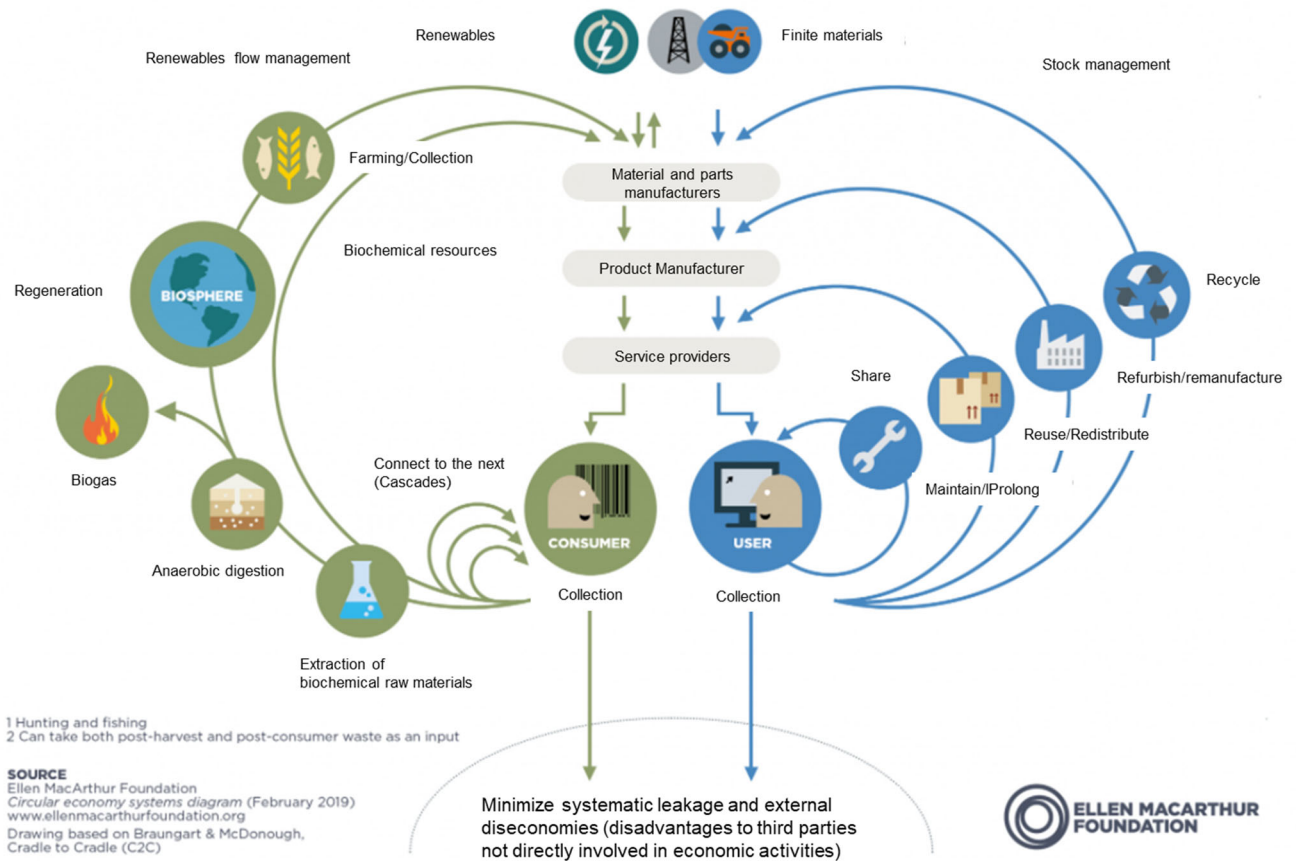 Renewables
Finite materials
Renewables flow management
Stock management
Farming/Collection
Material and parts
manufacturers
Biochemical resources
Product Manufacturer
Regeneration
BIOSPHERE
Recycle
Service providers
Share
Refurbish/remanufacture
Reuse/Redistribute
Biogas
Connect to the next
(Cascades)
Maintain/lProlong
CONSUMER
USER
Anaerobic digestion
Collection
Collection
Extraction of
biochemical raw materials
1 Hunting and fishing
2 Can take both post-harvest and post-consumer waste as an input
SOURCE
Ellen MacArthur Foundation
Circular economy systems diagram (February 2019)
www.ellenmacarthurfoundation.org
Drawing based on Braungart & McDonough,
Cradle to Cradle (C2C)
Minimize systematic leakage and external
diseconomies (disadvantages to third parties
not directly involved in economic activities)
ELLEN MACARTHUR
FOUNDATION